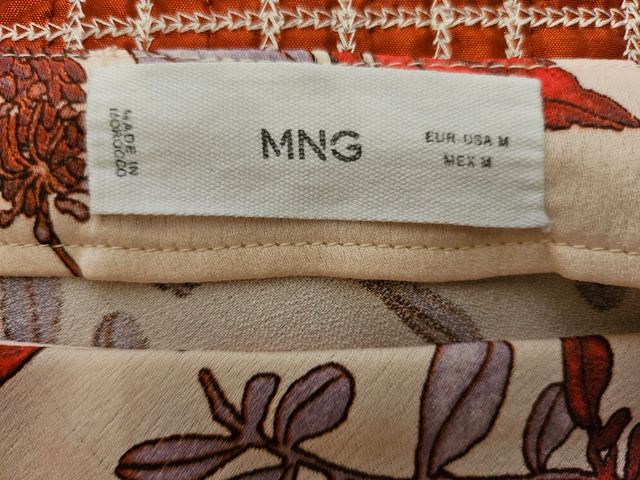 MADE IN
MOROCCO
MNG
EUR-USA M
MEX M